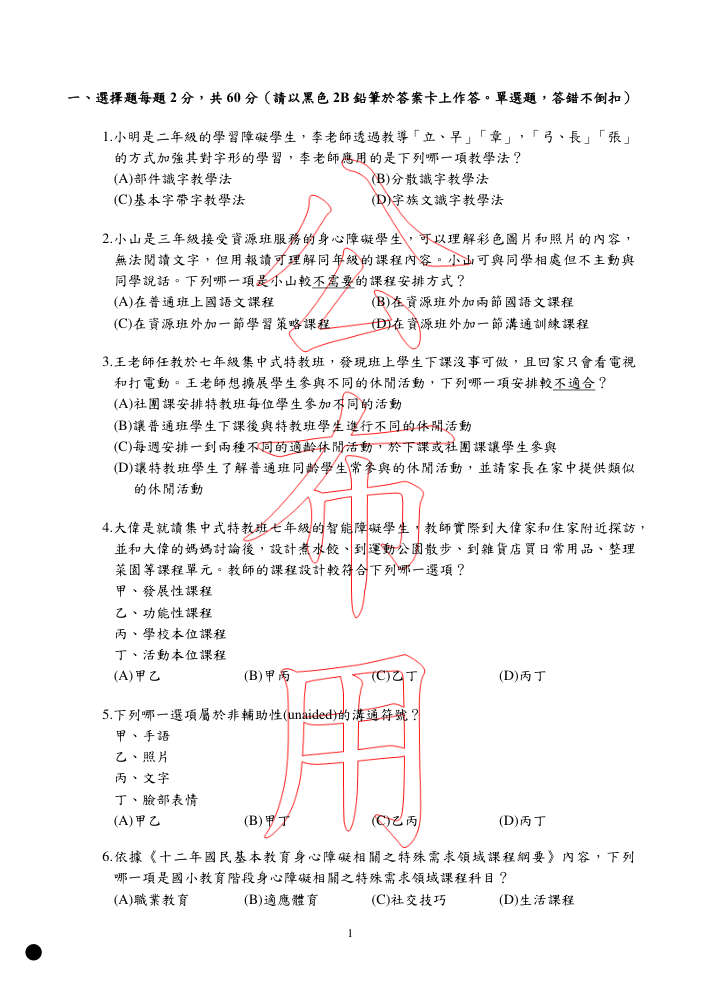 一、選擇題每題 2 分，共 60 分（請以黑色 2B 鉛筆於答案卡上作答。單選題，答錯不倒扣）
1.小明是二年級的學習障礙學生，李老師透過教導「立、早」「章」，「弓、長」「張」
的方式加強其對字形的學習，李老師應用的是下列哪一項教學法？
(A)部件識字教學法 (B)分散識字教學法
(C)基本字帶字教學法 (D)字族文識字教學法
2.小山是三年級接受資源班服務的身心障礙學生，可以理解彩色圖片和照片的內容，
無法閱讀文字，但用報讀可理解同年級的課程內容。小山可與同學相處但不主動與
同學說話。下列哪一項是小山較不需要的課程安排方式？
(A)在普通班上國語文課程 (B)在資源班外加兩節國語文課程
(C)在資源班外加一節學習策略課程 (D)在資源班外加一節溝通訓練課程
3.王老師任教於七年級集中式特教班，發現班上學生下課沒事可做，且回家只會看電視
和打電動。王老師想擴展學生參與不同的休閒活動，下列哪一項安排較不適合？
(A)社團課安排特教班每位學生參加不同的活動
(B)讓普通班學生下課後與特教班學生進行不同的休閒活動
(C)每週安排一到兩種不同的適齡休閒活動，於下課或社團課讓學生參與
(D)讓特教班學生了解普通班同齡學生常參與的休閒活動，並請家長在家中提供類似
的休閒活動
4.大偉是就讀集中式特教班七年級的智能障礙學生，教師實際到大偉家和住家附近探訪，
並和大偉的媽媽討論後，設計煮水餃、到運動公園散步、到雜貨店買日常用品、整理
菜園等課程單元。教師的課程設計較符合下列哪一選項？
甲、發展性課程
乙、功能性課程
丙、學校本位課程
丁、活動本位課程
(A)甲乙 (B)甲丙 (C)乙丁 (D)丙丁
5.下列哪一選項屬於非輔助性(unaided)的溝通符號？
甲、手語
乙、照片
丙、文字
丁、臉部表情
(A)甲乙 (B)甲丁 (C)乙丙 (D)丙丁
6.依據《十二年國民基本教育身心障礙相關之特殊需求領域課程綱要》內容，下列
哪一項是國小教育階段身心障礙相關之特殊需求領域課程科目？
(A)職業教育 (B)適應體育 (C)社交技巧 (D)生活課程
1
公
布
用